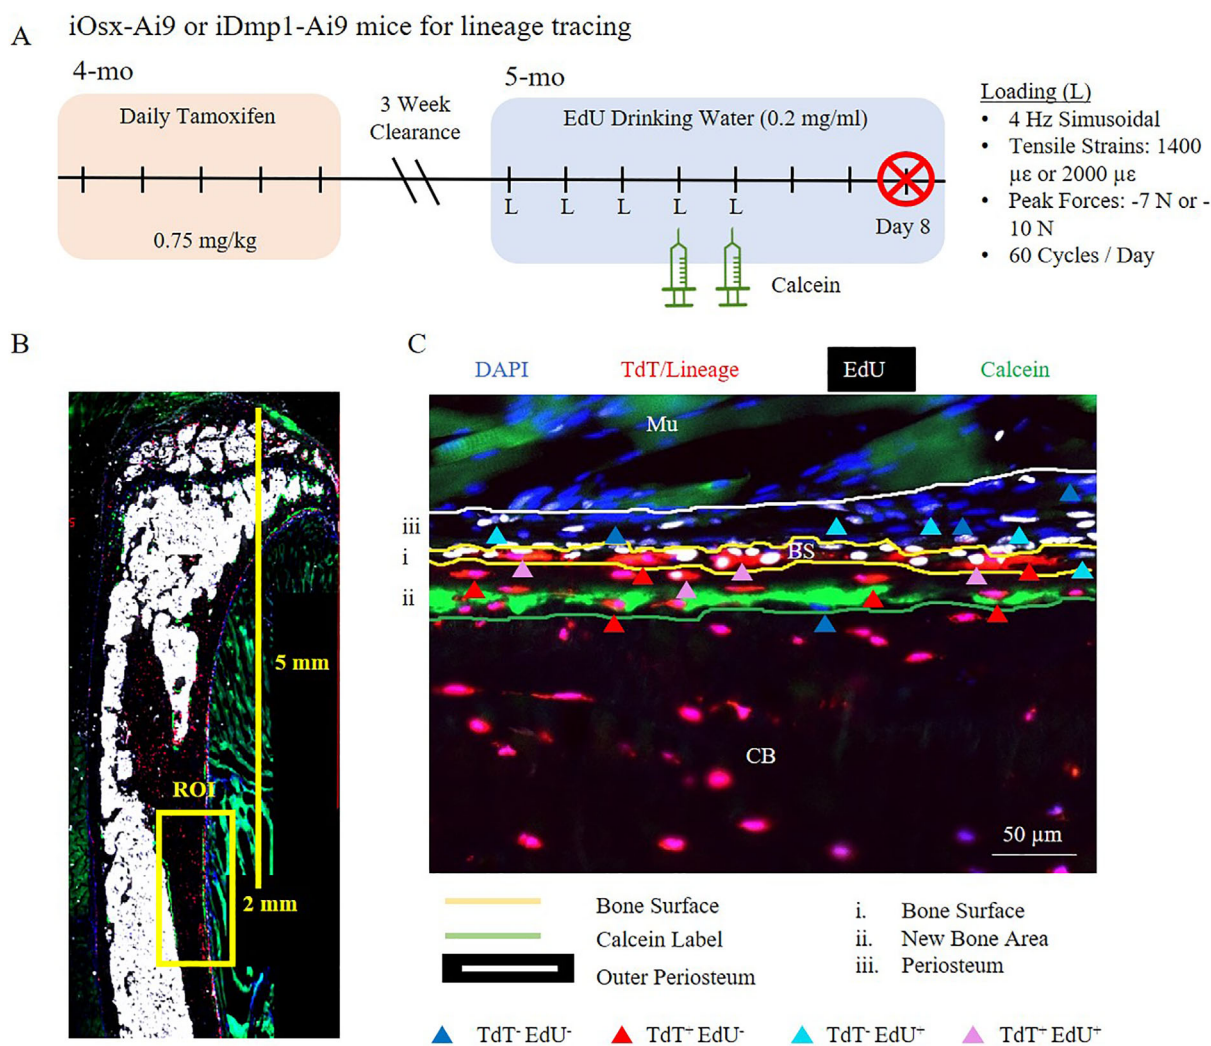 A
iOsx-Ai9 or iDmp1-Ai9 mice for lineage tracing
4-mo
5-mo
Daily Tamoxifen
3 Week
Clearance
EdU Drinking Water (0.2 mg/ml)
L
L
L
L
L
Day 8
0.75 mg/kg
Calcein
Loading (L)
• 4 Hz Simusoidal
• Tensile Strains: 1400
με or 2000 με
• Peak Forces: -7 N or -
10 N
• 60 Cycles / Day
B
5 mm
ROI
2 mm
C
DAPI
TdT/Lineage
EdU
Calcein
Mu
iii
i
BS
ii
CB
50 µm
Bone Surface
Calcein Label
Outer Periosteum
i. Bone Surface
ii. New Bone Area
iii. Periosteum
TdT- EdU-
TdT+ EdU-
TdT- EdU+
TdT+ EdU+